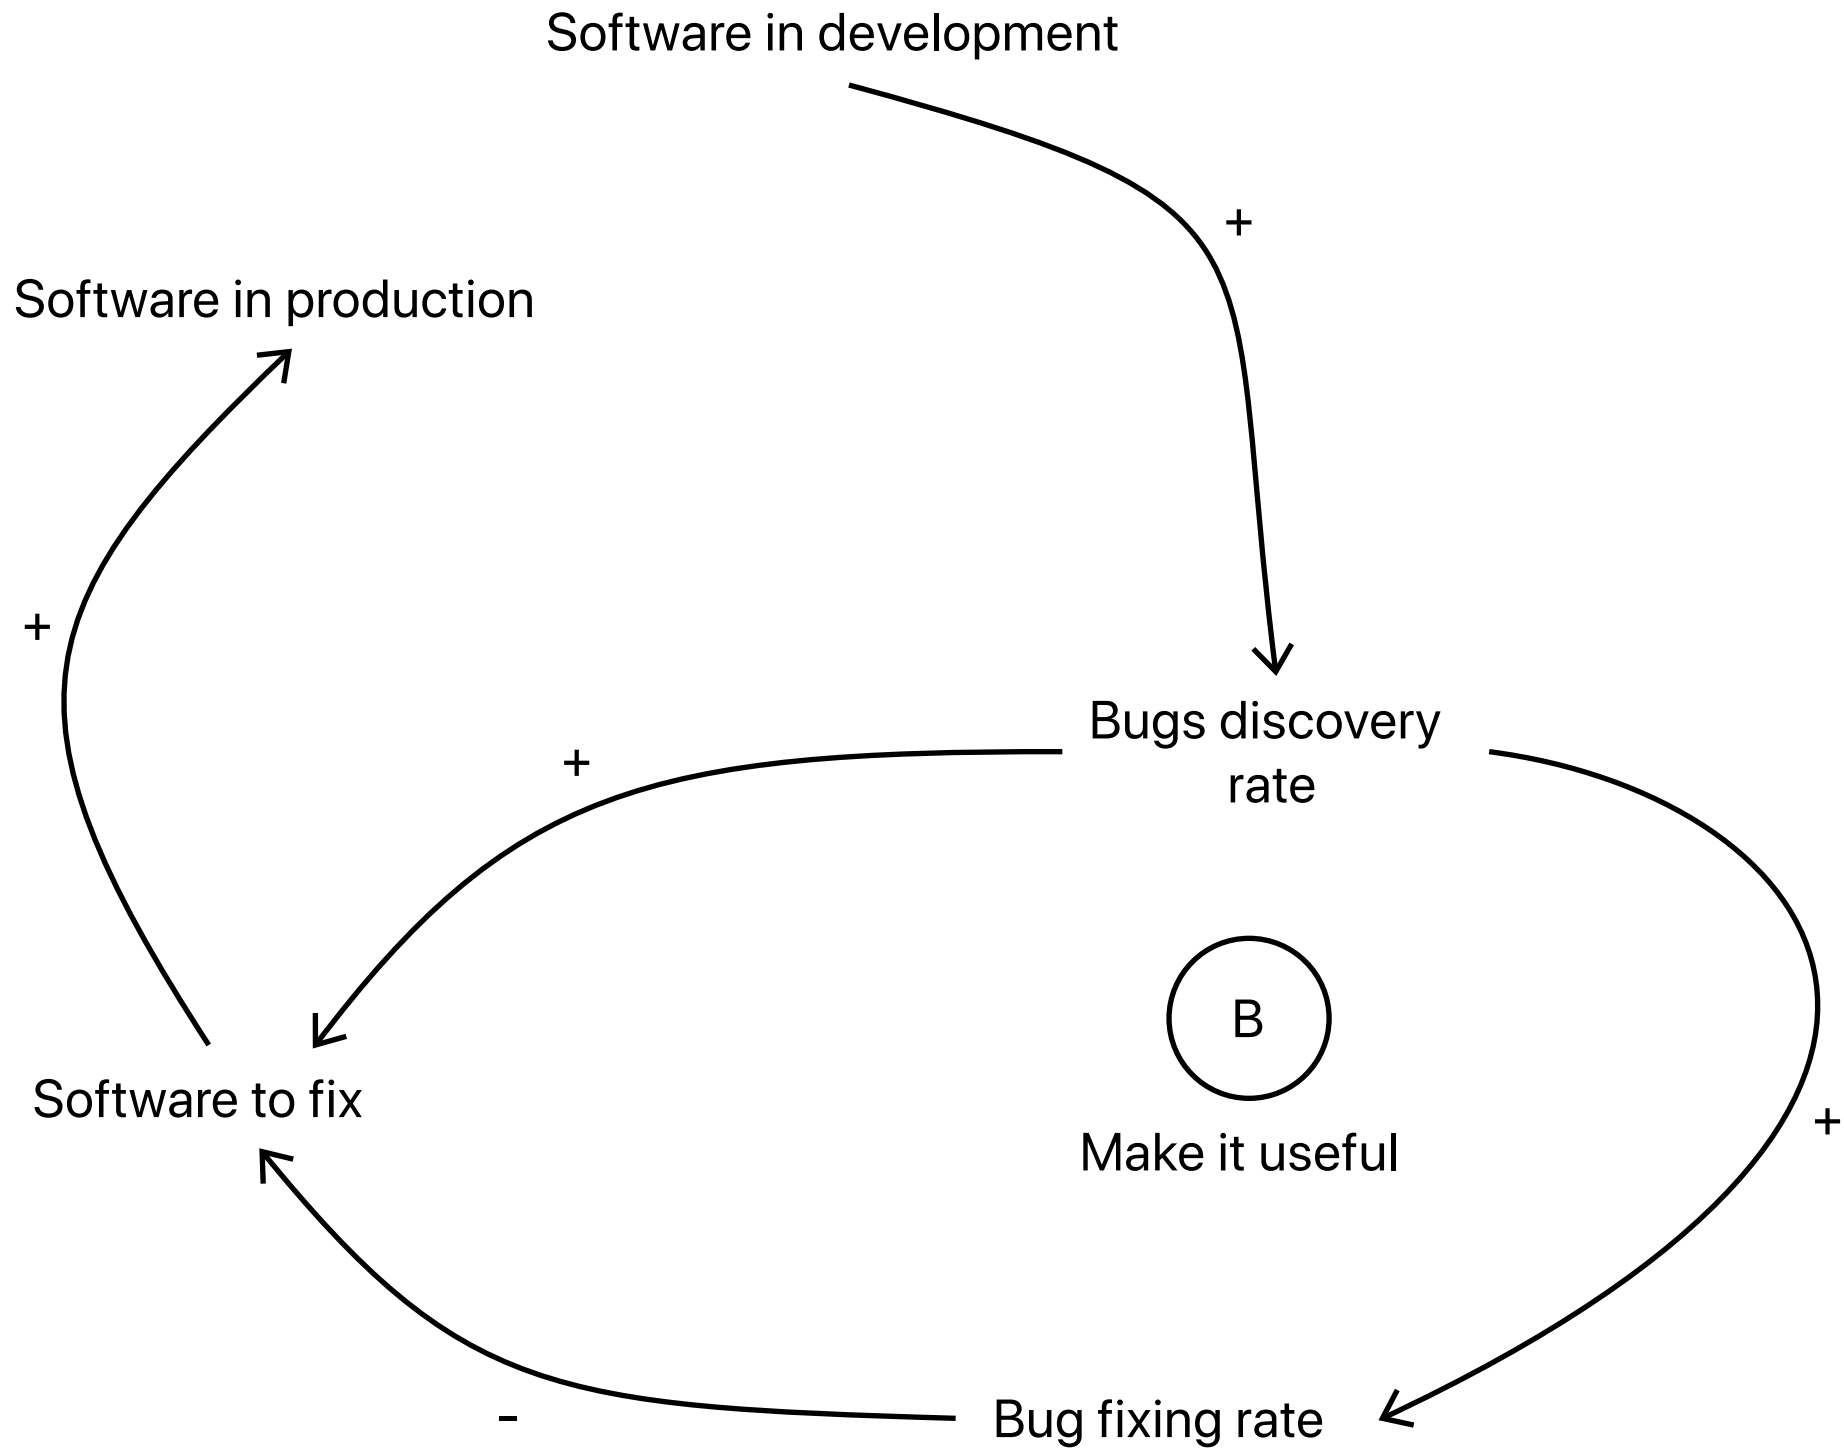 Software in development
+
Software in production
+
Bugs discovery
rate
+
B
Software to fix
+
Make it useful
-
Bug fixing rate